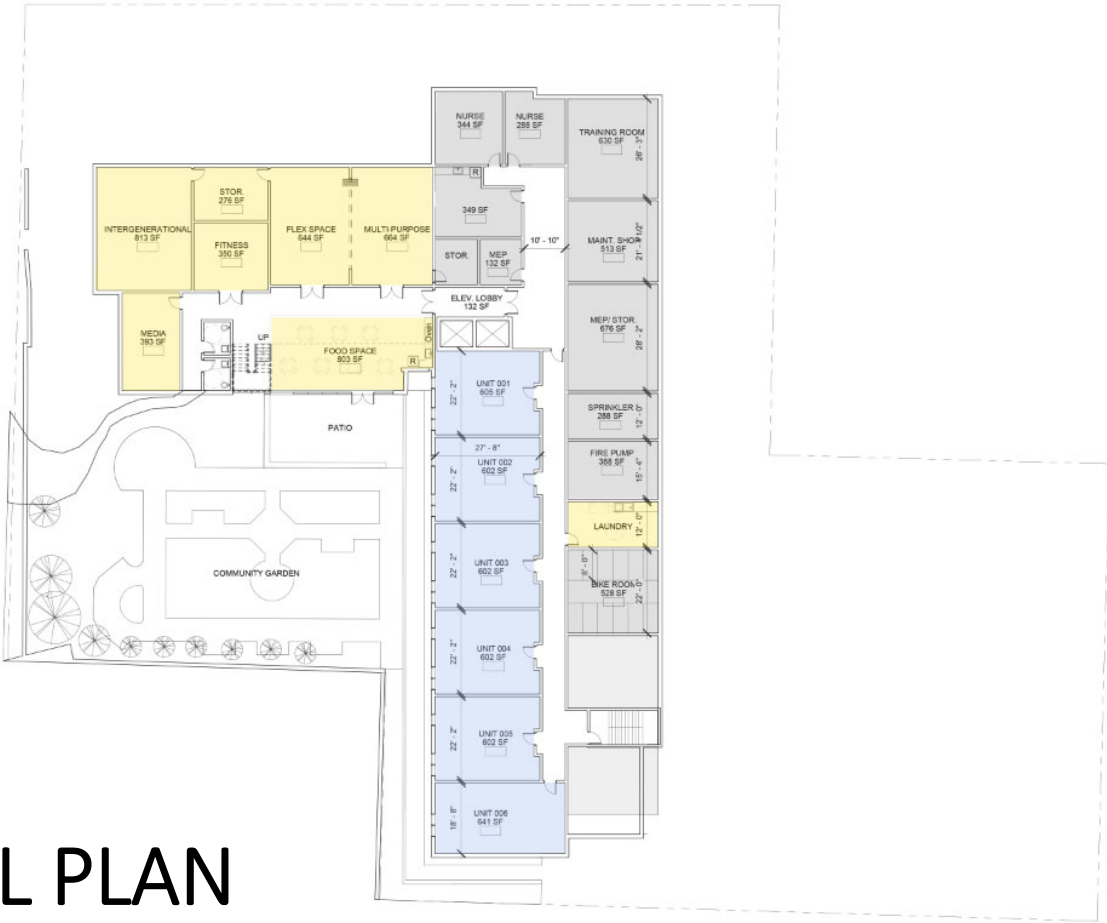 NURSE
344 SF
NURSE
288 SF
TRAINING ROOM
630 SF
26' - 3"
STOR.
276 SF
INTERGENERATIONAL
813 SF
FITNESS
350 SF
FLEX SPACE
644 SF
MULTI-PURPOSE
664 SF
R
349 SF
STOR.
MEP
132 SF
10' - 10"
MAINT. SHOP
513 SF
ELEV. LOBBY
132 SF
MEP/ STOR.
676 SF
28' - 2"
MEDIA
393 SF
UP
FOOD SPACE
803 SF
OVEN
R
UNIT 001
605 SF
22' - 2"
SPRINKLER
288 SF
12' - 0"
PATIO
27' - 8"
UNIT 002
602 SF
22' - 2"
FIRE PUMP
368 SF
15' - 4"
LAUNDRY
12' - 0"
COMMUNITY GARDEN
UNIT 003
602 SF
22' - 2"
8' - 0"
BIKE ROOM
528 SF
22' - 0"
UNIT 004
602 SF
22' - 2"
UNIT 005
602 SF
22' - 2"
UNIT 006
641 SF
18' - 8"
L PLAN